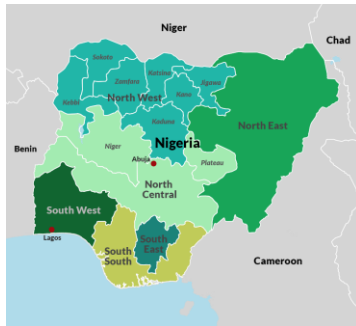 Niger
Chad
Sokoto
Katsina
Zamfara
Jigawa
Kano
North West
Kebbi
Kaduna
North East
Benin
Niger
Nigeria
Abuja
Plateau
North
Central
South West
Lagos
South
South
South
East
Cameroon